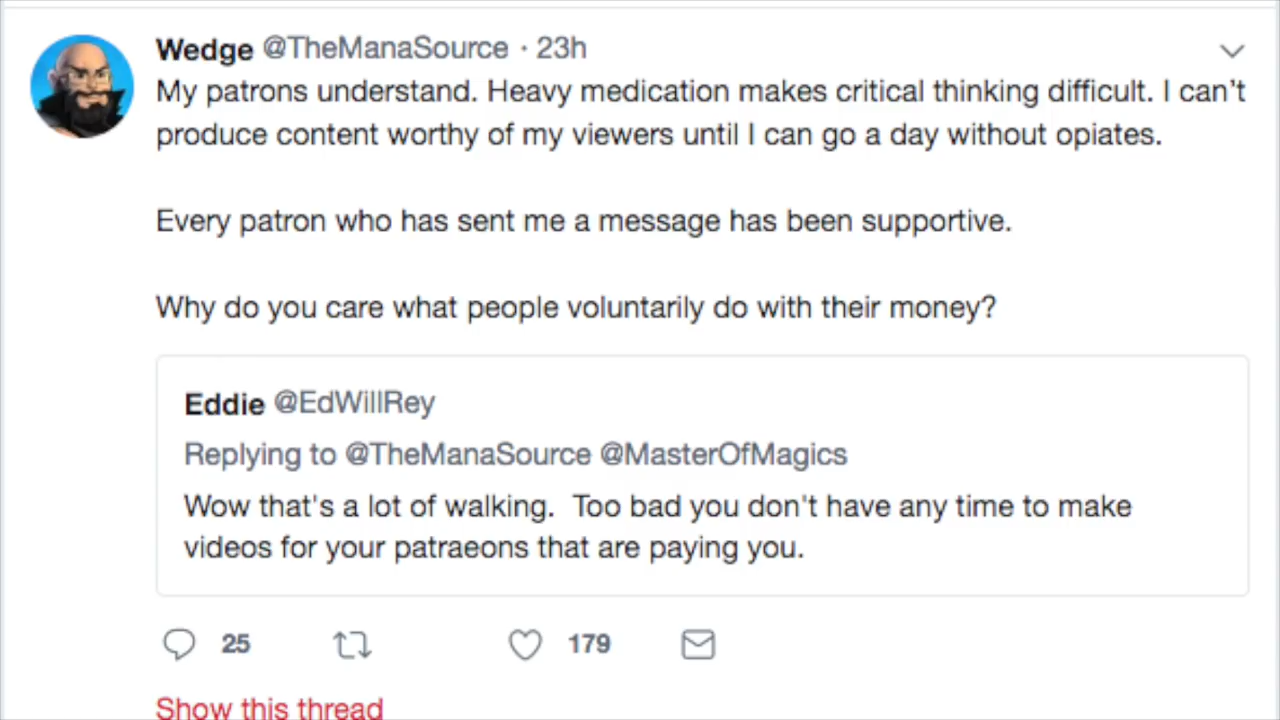 Wedge @TheManaSource · 23h
My patrons understand. Heavy medication makes critical thinking difficult. I can’t
produce content worthy of my viewers until I can go a day without opiates.
Every patron who has sent me a message has been supportive.
Why do you care what people voluntarily do with their money?
Eddie @EdWillRey
Replying to @TheManaSource @MasterOfMagics
Wow that's a lot of walking.  Too bad you don't have any time to make
videos for your patraeons that are paying you.
25 179
Show this thread